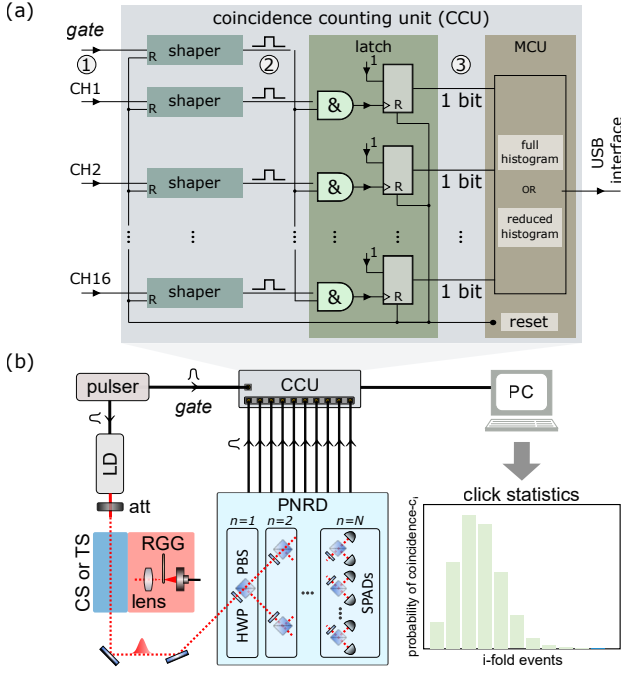 (a)
coincidence counting unit (CCU)
gate
1
R
shaper
2
latch
3
MCU
CH1
R
shaper
&
1
R
1 bit
CH2
R
shaper
&
1
R
1 bit
full
histogram
OR
reduced
histogram
USB
interface
...
...
...
...
CH16
R
shaper
&
1
R
1 bit
reset
(b)
pulser
gate
CCU
PC
LD
att
CS or TS
RGG
lens
PNRD
n=1
n=2
n=N
HWP
PBS
...
...
SPADs
click statistics
probability of coincidence-ci
i-fold events